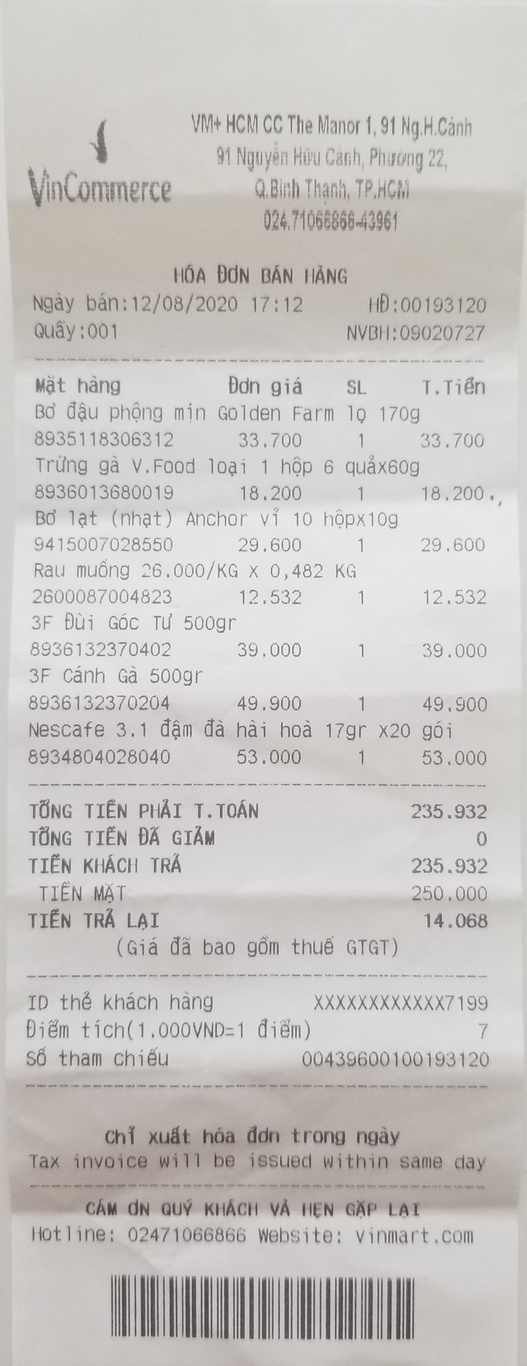 VinCommerce
VM+ HCM CC The Manor 1, 91 Ng.H.Cảnh
91 Nguyễn Hữu Cảnh, Phường 22,
Q.Bình Thạnh, TP.HCM
024.71066866-43961
HÓA ĐƠN BÁN HÀNG
Ngày bán:12/08/2020 17:12 HĐ:00193120
Quầy:001 NVBH:09020727
Mặt hàng Đơn giá SL T.Tiền
Bơ đậu phộng mịn Golden Farm lọ 170g
8935118306312 33.700 1 33.700
Trứng gà V.Food loại 1 hộp 6 quảx60g
8936013680019 18.200 1 18.200
Bơ lạt (nhạt) Anchor vỉ 10 hộpx10g
9415007028550 29.600 1 29.600
Rau muống 26.000/KG X 0,482 KG
2600087004823 12.532 1 12.532
3F Đùi Góc Tư 500gr
8936132370402 39.000 1 39.000
3F Cánh Gà 500gr
8936132370204 49.900 1 49.900
Nescafe 3.1 đậm đà hài hoà 17gr x20 gói
8934804028040 53.000 1 53.000
TỔNG TIỀN PHẢI T.TOÁN 235.932
TỔNG TIỀN ĐÃ GIẢM 0
TIỀN KHÁCH TRẢ 235.932
TIỀN MẶT 250.000
TIỀN TRẢ LẠI 14.068
(Giá đã bao gồm thuế GTGT)
ID thẻ khách hàng XXXXXXXXXXXX7199
Điểm tích(1.000VND=1 điểm) 7
Số tham chiếu 00439600100193120
Chỉ xuất hóa đơn trong ngày
Tax invoice will be issued within same day
CẢM ƠN QUÝ KHÁCH VÀ HẸN GẶP LẠI
Hotline: 02471066866 Website: vinmart.com